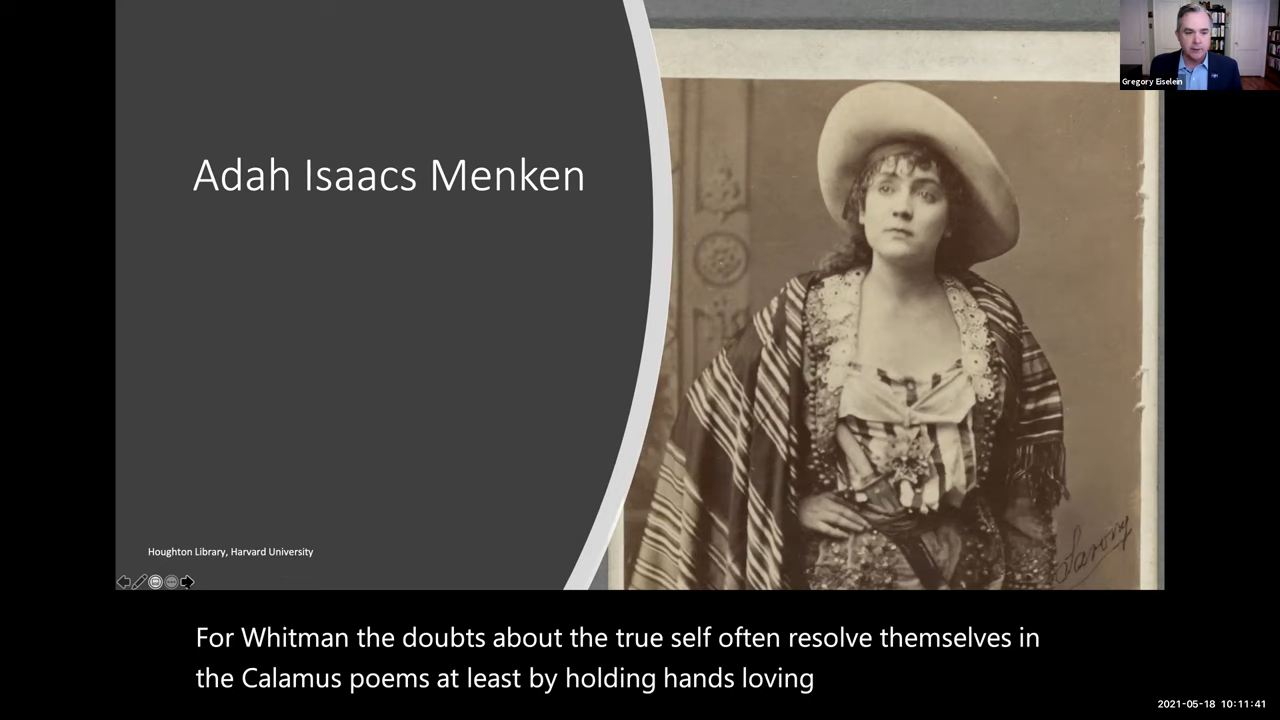 Adah Isaacs Menken
Gregory Eiselein
Sarony
Houghton Library, Harvard University
For Whitman the doubts about the true self often resolve themselves in
the Calamus poems at least by holding hands loving
2021-05-18 10:11:41